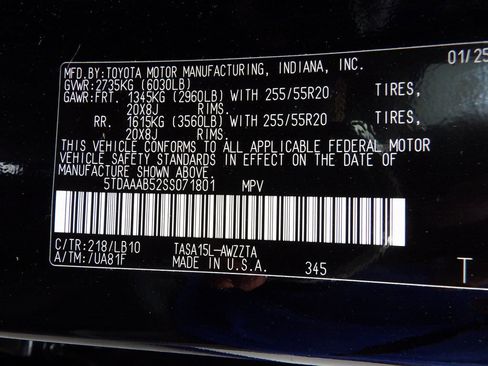 MFD.BY:TOYOTA MOTOR MANUFACTURING, INDIANA, INC. 01/25
GVWR:2735KG (6030LB)
GAWR:FRT. 1345KG (2960LB) WITH 255/55R20 TIRES,
20X8J RIMS.
RR. 1615KG (3560LB) WITH 255/55R20 TIRES,
20X8J RIMS.
THIS VEHICLE CONFORMS TO ALL APPLICABLE FEDERAL MOTOR
VEHICLE SAFETY STANDARDS IN EFFECT ON THE DATE OF
MANUFACTURE SHOWN ABOVE.
5TDAAAB52SS071801 MPV
C/TR:218/LB10 TASA15L-AWZZTA
A/TM:/UA81F MADE IN U.S.A. 345 T